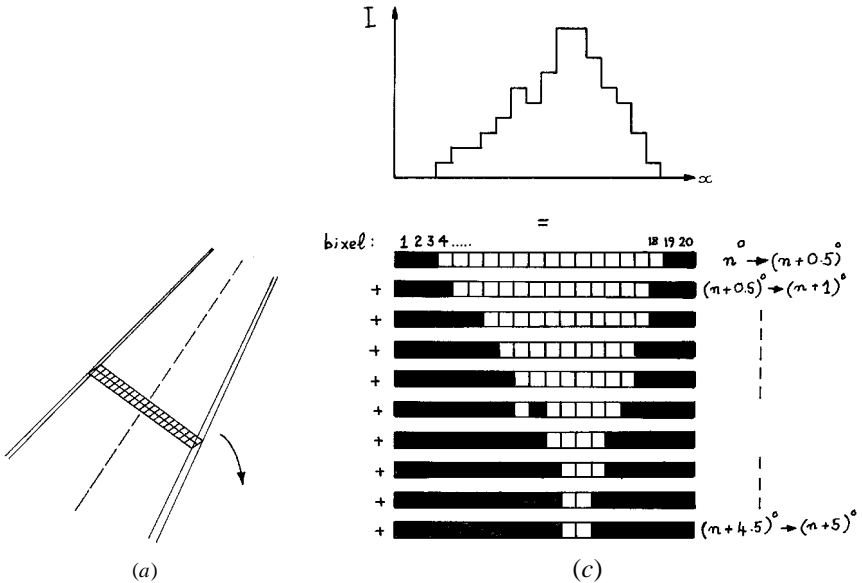 I
x
=
bixel: 1 2 3 4 ..... 18 19 20
n° → (n+0.5)°
+ (n+0.5)° → (n+1)°
+
+
+
+
+
+
+
+ (n+4.5)° → (n+5)°
(a)
(c)